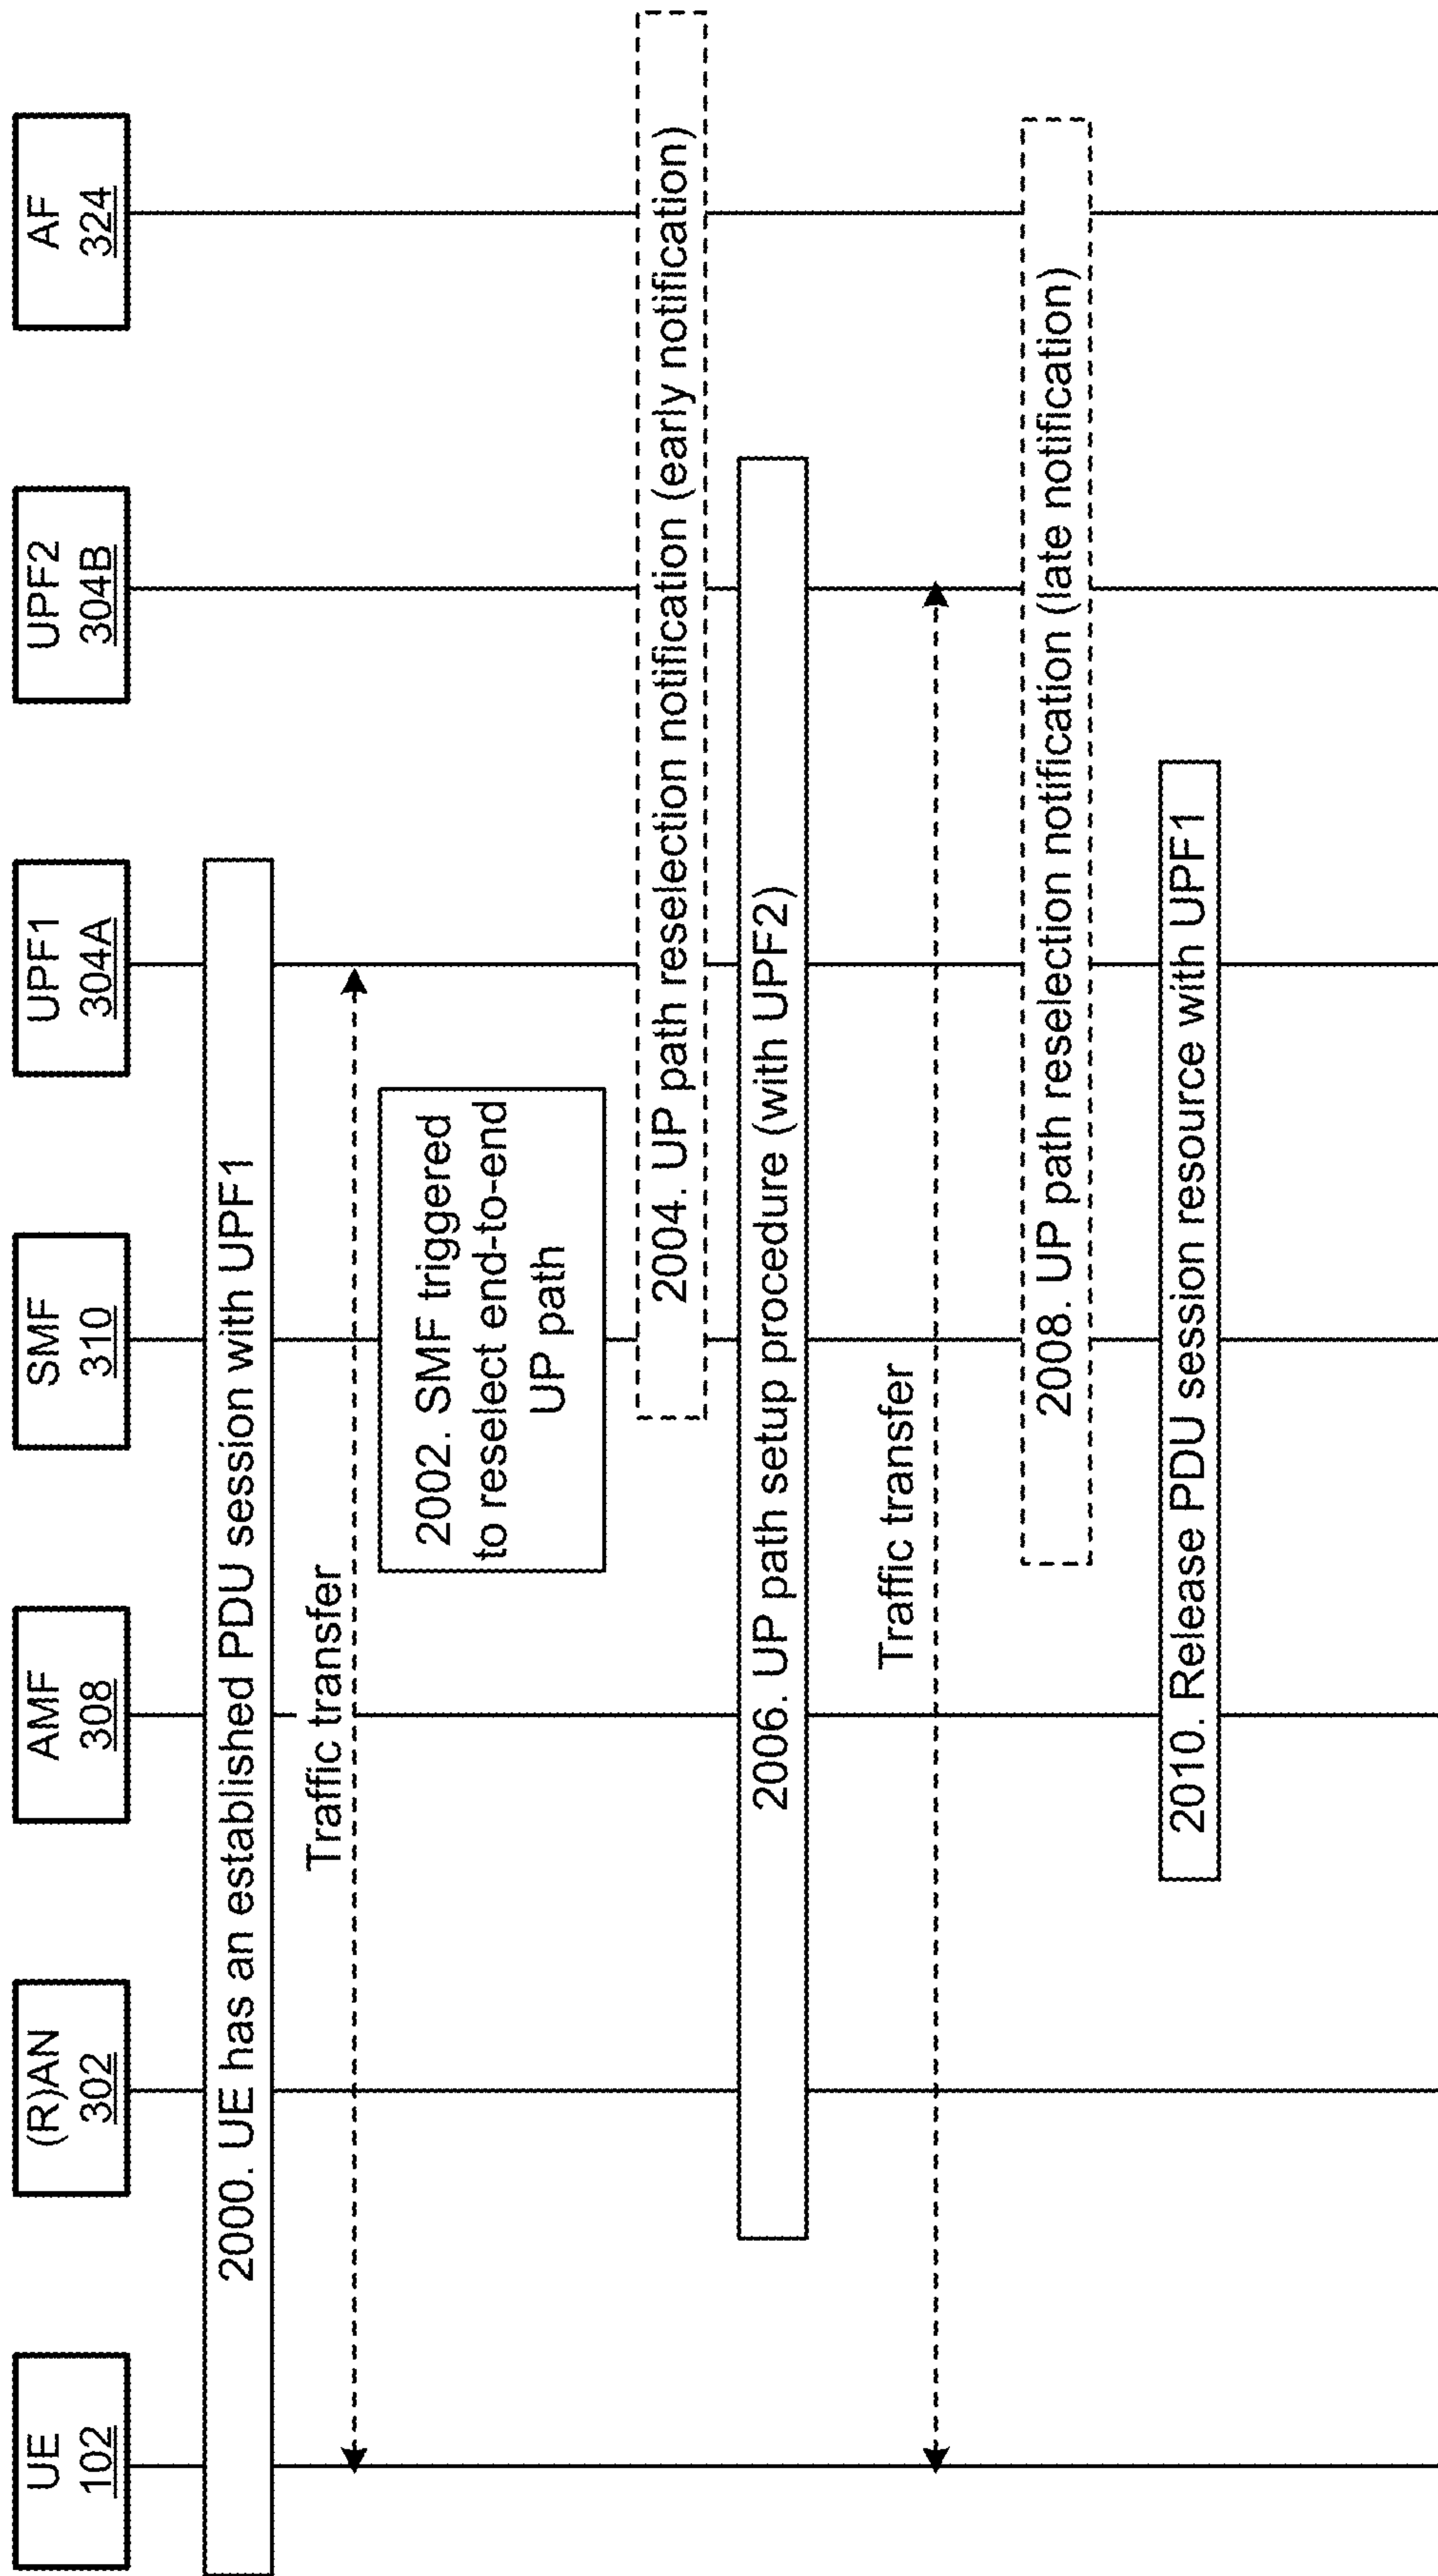 UE
102
(R)AN
302
AMF
308
SMF
310
UPF1
304A
UPF2
304B
AF
324
2000. UE has an established PDU session with UPF1
Traffic transfer
2002. SMF triggered
to reselect end-to-end
UP path
2004. UP path reselection notification (early notification)
2006. UP path setup procedure (with UPF2)
Traffic transfer
2008. UP path reselection notification (late notification)
2010. Release PDU session resource with UPF1